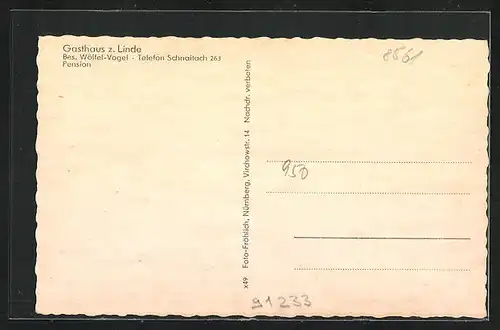 Gasthaus z. Linde
Bes. Wölfel-Vogel · Telefon Schnaittach 263
Pension
x49 Foto-Fröhlich, Nürnberg, Virchowstr. 14 Nachdr. verboten
950
91233